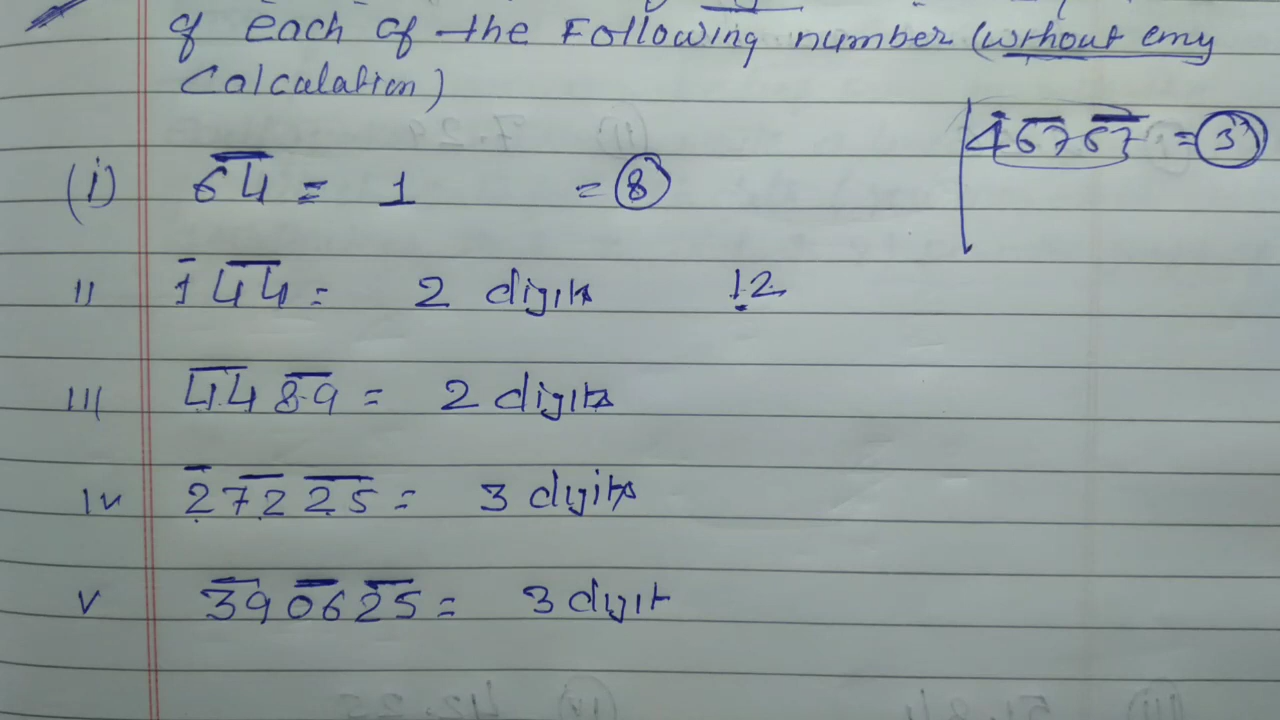 of each of the Following number (without any
Calculation)
46767 = 3
(i) 64 = 1 = 8
II 144 = 2 digits 12
III 4489 = 2 digits
IV 27225 = 3 digits
V 390625 = 3 digit